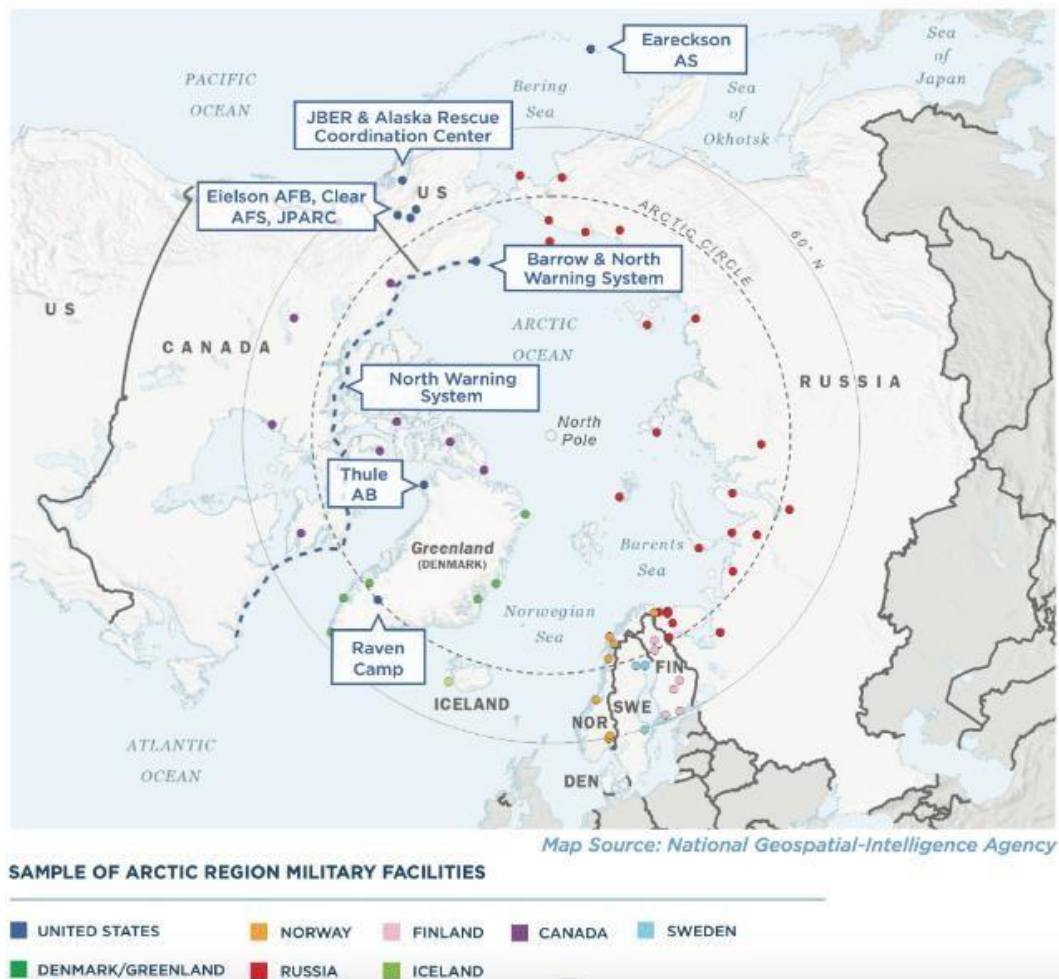 Eareckson
AS
Sea
of
Japan
PACIFIC
OCEAN
Bering
Sea
Sea
of
Okhotsk
JBER & Alaska Rescue
Coordination Center
Eielson AFB, Clear
AFS, JPARC
US
ARCTIC CIRCLE
60° N
Barrow & North
Warning System
US
CANADA
ARCTIC
OCEAN
RUSSIA
North Warning
System
North
Pole
Thule
AB
Greenland
(DENMARK)
Barents
Sea
Norwegian
Sea
Raven
Camp
ICELAND
FIN
SWE
NOR
DEN
ATLANTIC
OCEAN
Map Source: National Geospatial-Intelligence Agency
SAMPLE OF ARCTIC REGION MILITARY FACILITIES
UNITED STATES
NORWAY
FINLAND
CANADA
SWEDEN
DENMARK/GREENLAND
RUSSIA
ICELAND